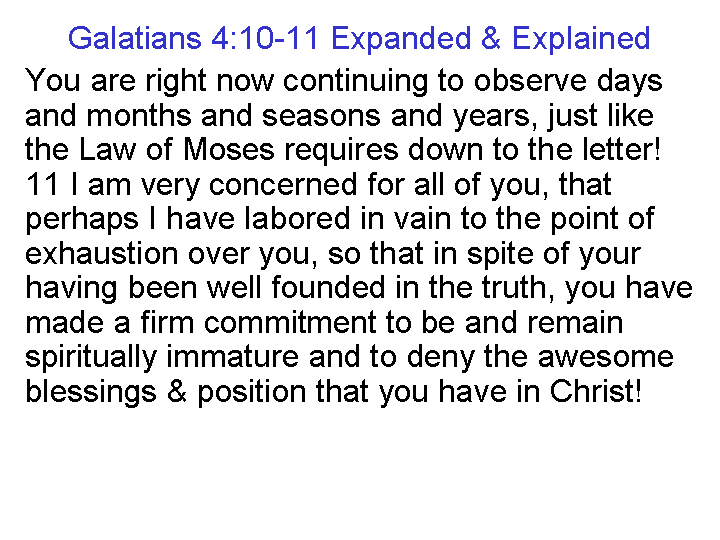 Galatians 4:10-11 Expanded & Explained
You are right now continuing to observe days
and months and seasons and years, just like
the Law of Moses requires down to the letter!
11 I am very concerned for all of you, that
perhaps I have labored in vain to the point of
exhaustion over you, so that in spite of your
having been well founded in the truth, you have
made a firm commitment to be and remain
spiritually immature and to deny the awesome
blessings & position that you have in Christ!